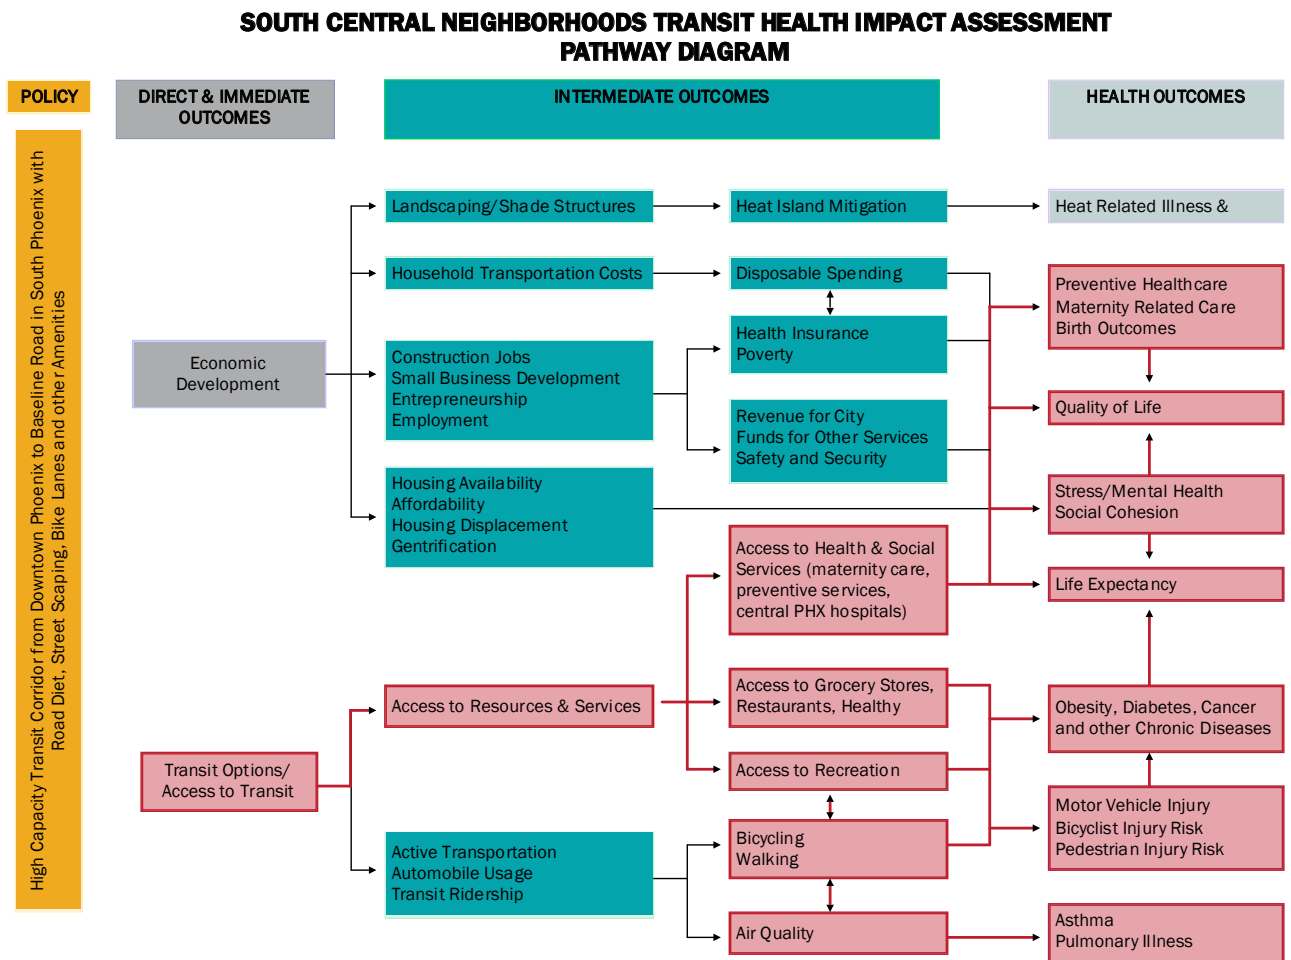 SOUTH CENTRAL NEIGHBORHOODS TRANSIT HEALTH IMPACT ASSESSMENT
PATHWAY DIAGRAM
POLICY
DIRECT & IMMEDIATE
OUTCOMES
INTERMEDIATE OUTCOMES
HEALTH OUTCOMES
High Capacity Transit Corridor from Downtown Phoenix to Baseline Road in South Phoenix with
Road Diet, Street Scaping, Bike Lanes and other Amenities
Economic
Development
Transit Options/
Access to Transit
Landscaping/Shade Structures
Household Transportation Costs
Construction Jobs
Small Business Development
Entrepreneurship
Employment
Housing Availability
Affordability
Housing Displacement
Gentrification
Access to Resources & Services
Active Transportation
Automobile Usage
Transit Ridership
Heat Island Mitigation
Disposable Spending
Health Insurance
Poverty
Revenue for City
Funds for Other Services
Safety and Security
Access to Health & Social
Services (maternity care,
preventive services,
central PHX hospitals)
Access to Grocery Stores,
Restaurants, Healthy
Access to Recreation
Bicycling
Walking
Air Quality
Heat Related Illness &
Preventive Healthcare
Maternity Related Care
Birth Outcomes
Quality of Life
Stress/Mental Health
Social Cohesion
Life Expectancy
Obesity, Diabetes, Cancer
and other Chronic Diseases
Motor Vehicle Injury
Bicyclist Injury Risk
Pedestrian Injury Risk
Asthma
Pulmonary Illness